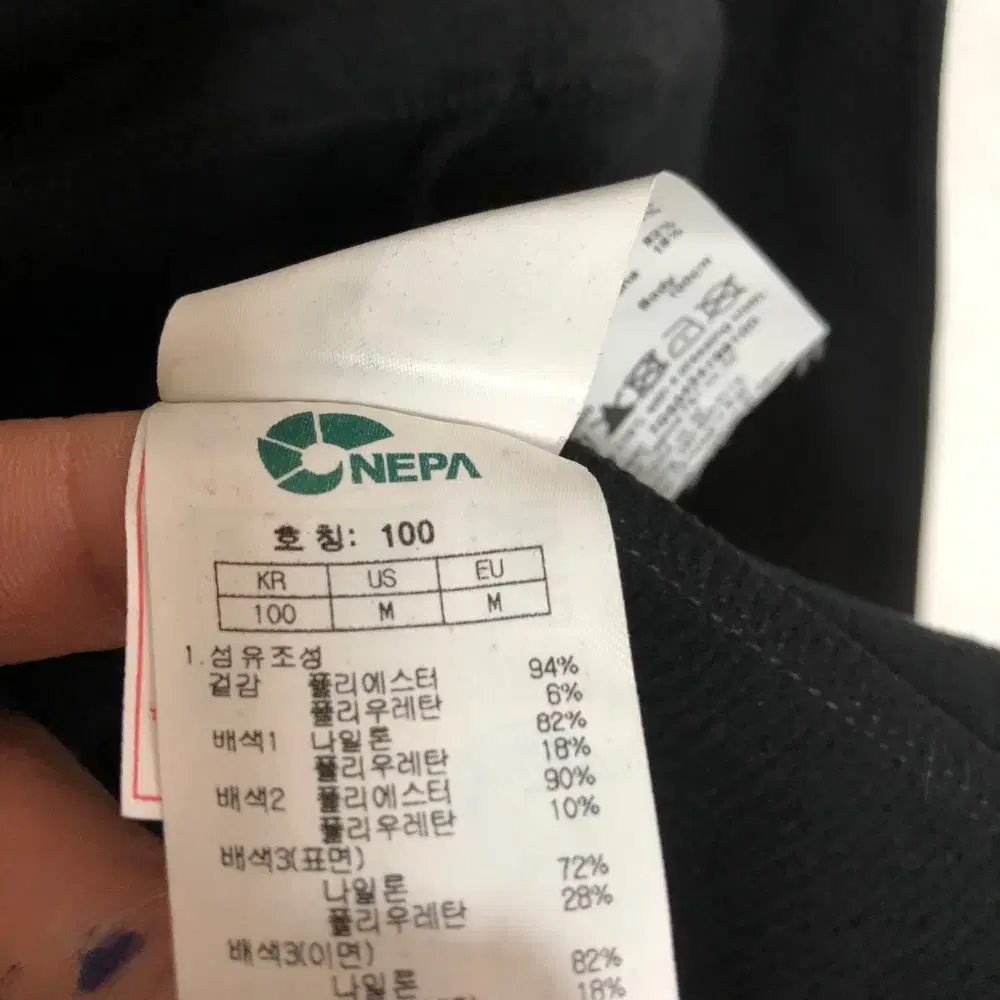 NEPA
호 칭: 100
KR US EU
100 M M
1. 섬유조성
겉감 폴리에스터 94%
폴리우레탄 6%
배색1 나일론 82%
폴리우레탄 18%
배색2 폴리에스터 90%
폴리우레탄 10%
배색3(표면)
나일론 72%
폴리우레탄 28%
배색3(이면)
나일론 82%
18%